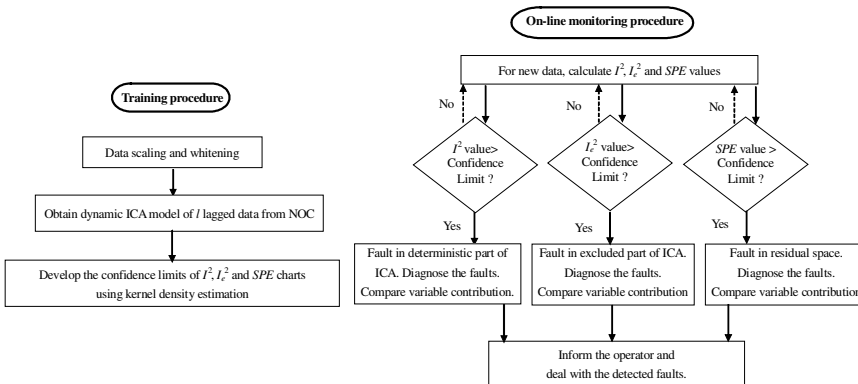 Training procedure
Data scaling and whitening
Obtain dynamic ICA model of l lagged data from NOC
Develop the confidence limits of I², Iₑ² and SPE charts
using kernel density estimation
On-line monitoring procedure
For new data, calculate I², Iₑ² and SPE values
No
No
No
I² value>
Confidence
Limit ?
Iₑ² value>
Confidence
Limit ?
SPE value >
Confidence
Limit ?
Yes
Yes
Yes
Fault in deterministic part of
ICA. Diagnose the faults.
Compare variable contribution.
Fault in excluded part of ICA.
Diagnose the faults.
Compare variable contribution
Fault in residual space.
Diagnose the faults.
Compare variable contribution
Inform the operator and
deal with the detected faults.